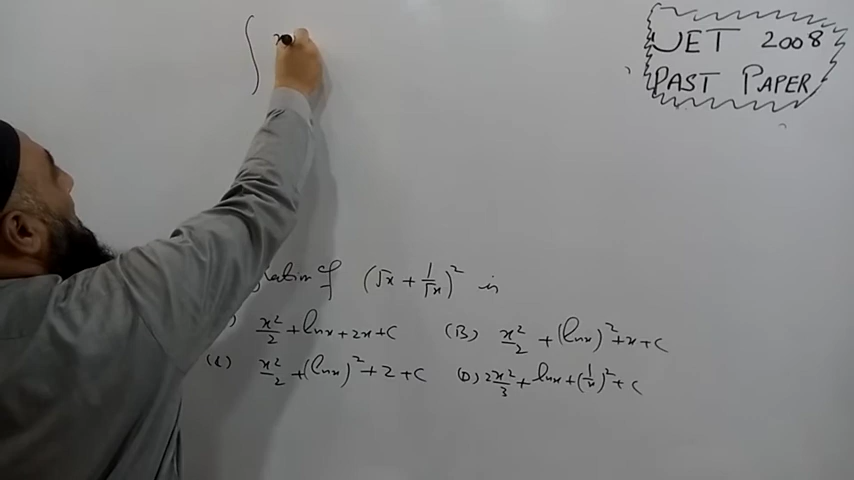 UET 2008
PAST PAPER
∫ x
of (√x + 1/√x)² is
x²/2 + lnx + 2x + c (B) x²/2 + (lnx)² + x + c
(C) x²/2 + (lnx)² + 2 + c (D) 2x²/3 + lnx + (1/x)² + c